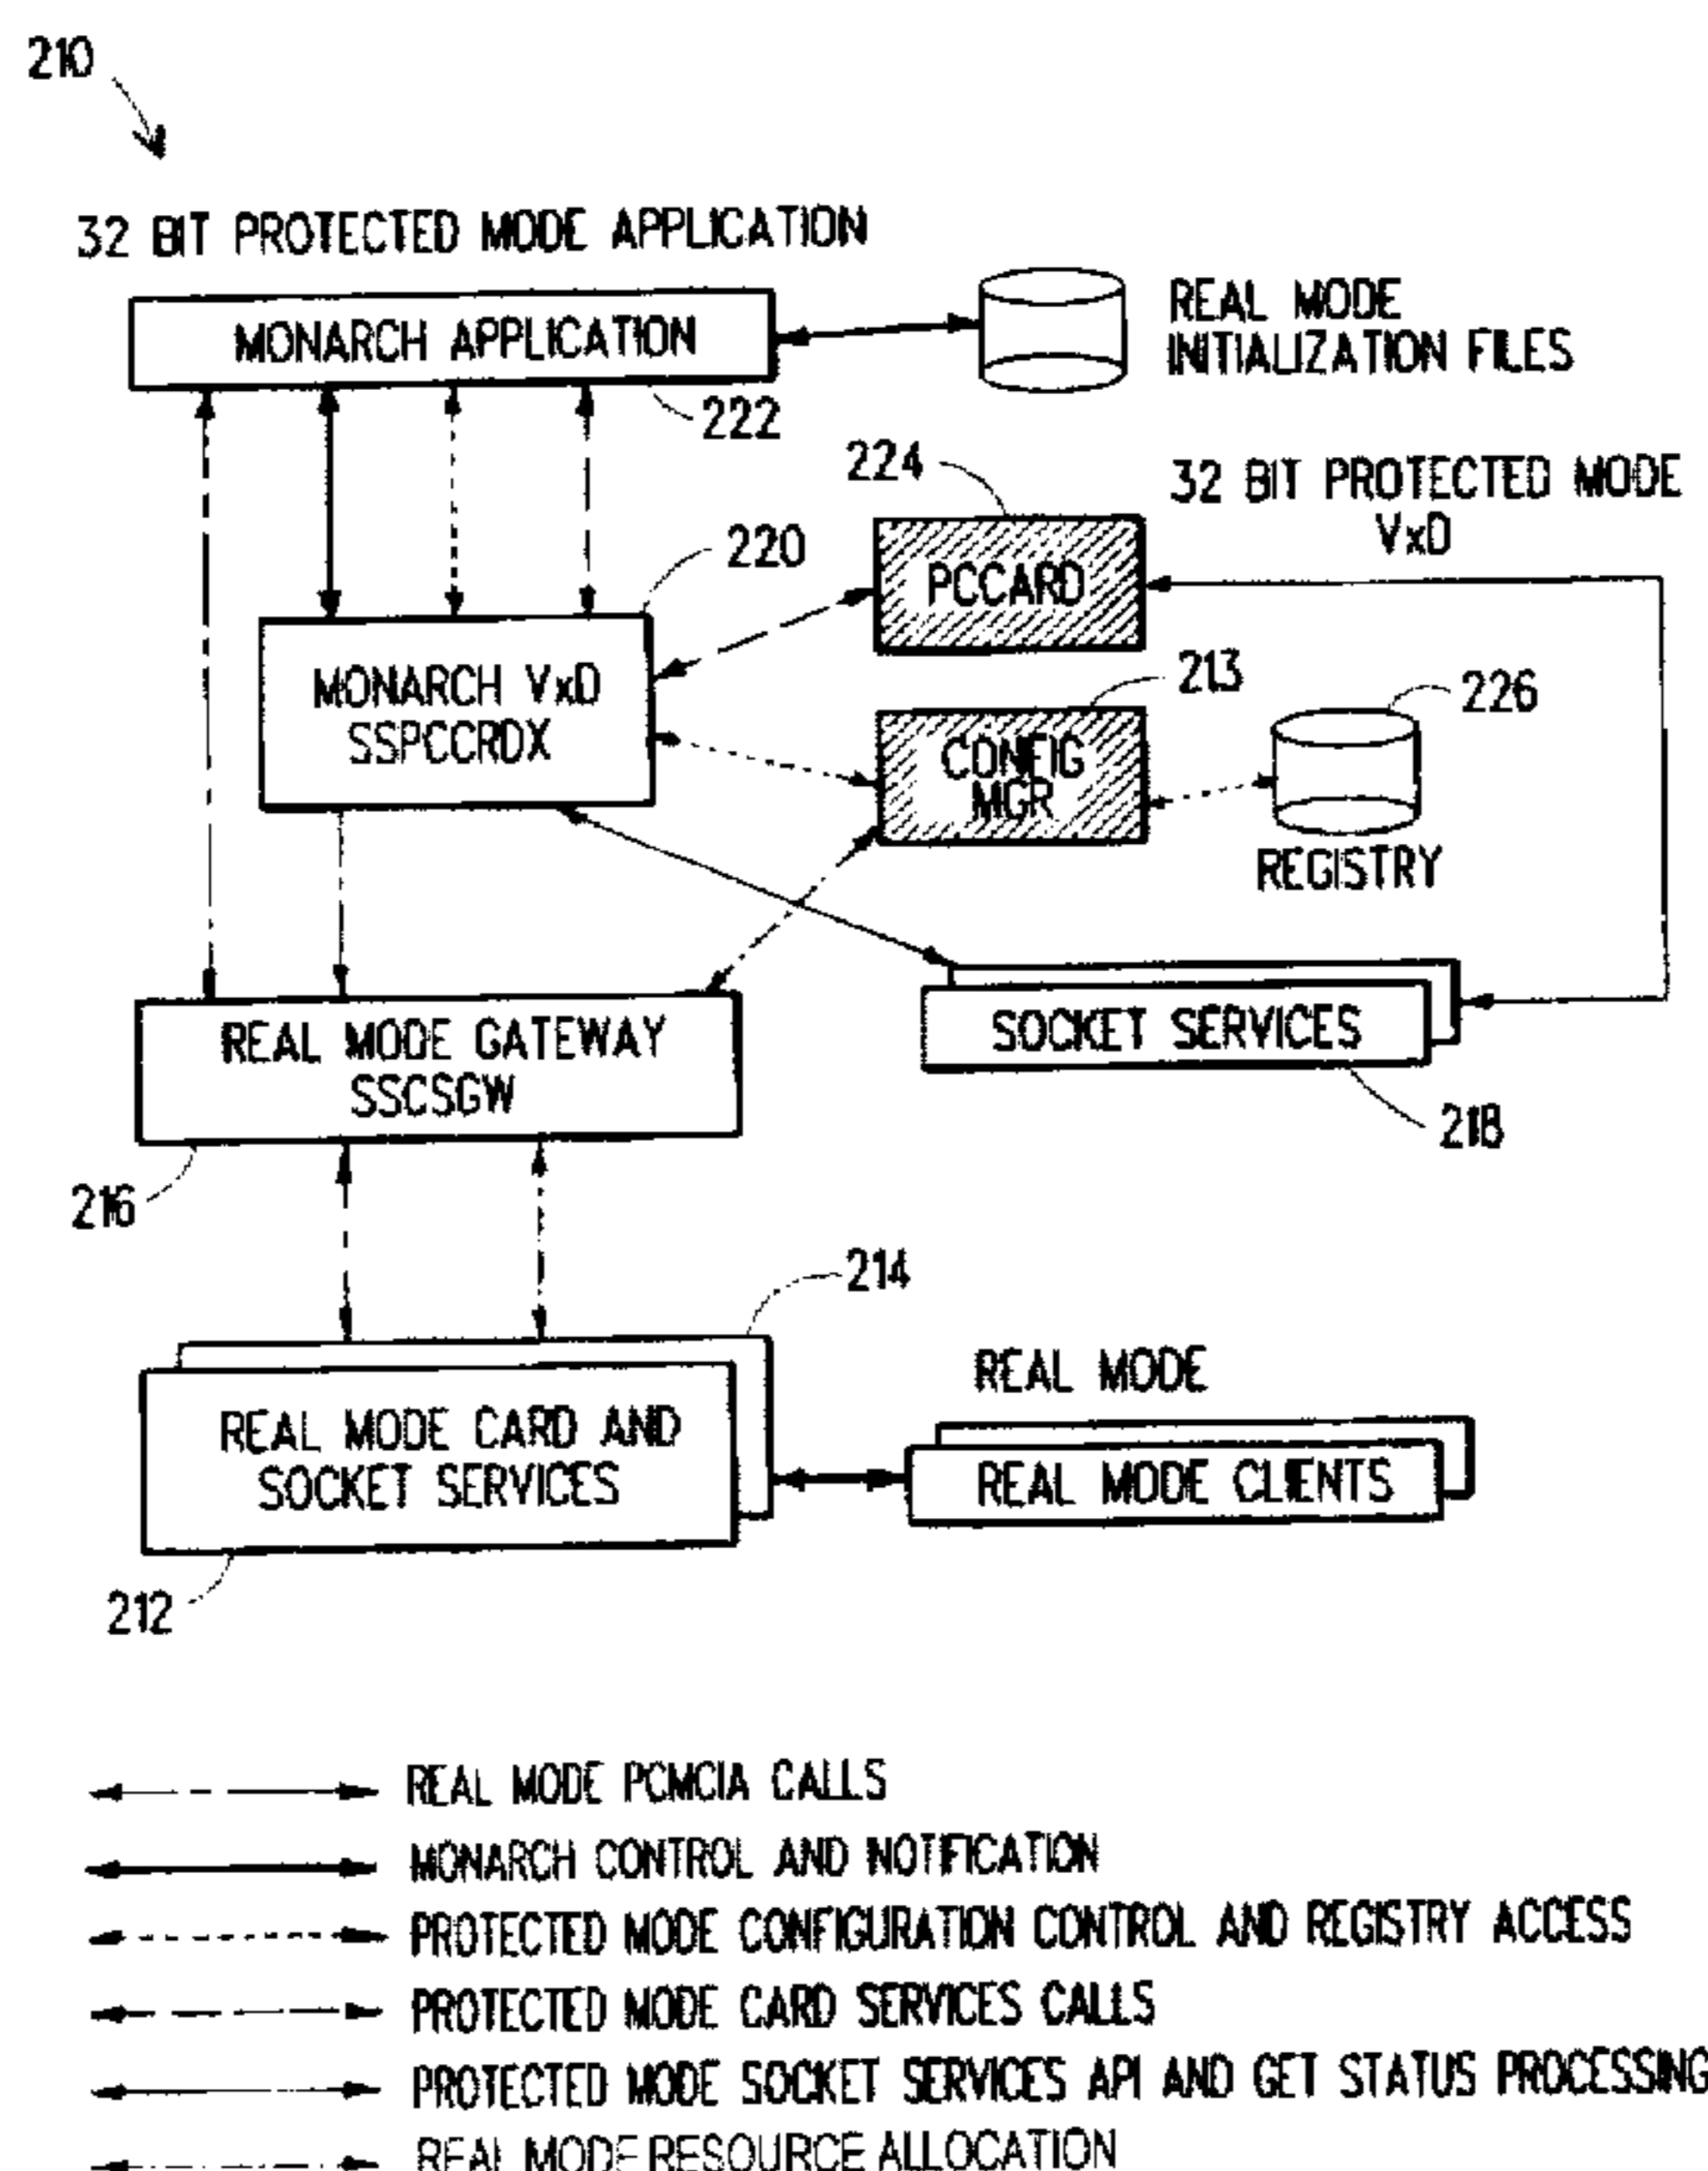 210
32 BIT PROTECTED MODE APPLICATION
MONARCH APPLICATION
REAL MODE
INITIALIZATION FILES
222
224
32 BIT PROTECTED MODE
VxD
220
PCCARD
213
226
MONARCH VxD
SSPCCRDX
CONFIG
MGR
REGISTRY
REAL MODE GATEWAY
SSCSGW
SOCKET SERVICES
218
216
214
REAL MODE
REAL MODE CARD AND
SOCKET SERVICES
REAL MODE CLIENTS
212
REAL MODE PCMCIA CALLS
MONARCH CONTROL AND NOTIFICATION
PROTECTED MODE CONFIGURATION CONTROL AND REGISTRY ACCESS
PROTECTED MODE CARD SERVICES CALLS
PROTECTED MODE SOCKET SERVICES API AND GET STATUS PROCESSING
REAL MODE RESOURCE ALLOCATION